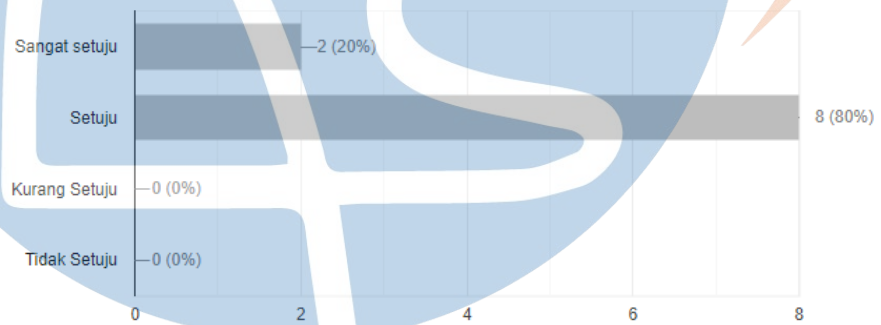 Sangat setuju 2 (20%)
Setuju 8 (80%)
Kurang Setuju 0 (0%)
Tidak Setuju 0 (0%)
0 2 4 6 8